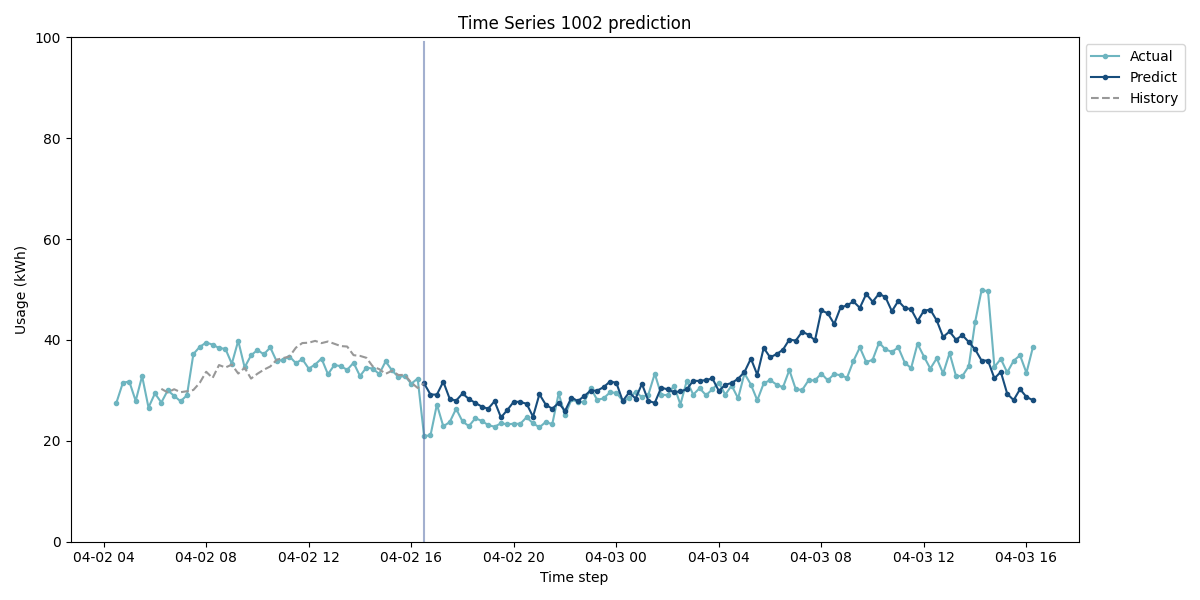 Time Series 1002 prediction
100
80
60
40
20
0
Usage (kWh)
04-02 04
04-02 08
04-02 12
04-02 16
04-02 20
04-03 00
04-03 04
04-03 08
04-03 12
04-03 16
Time step
Actual
Predict
History